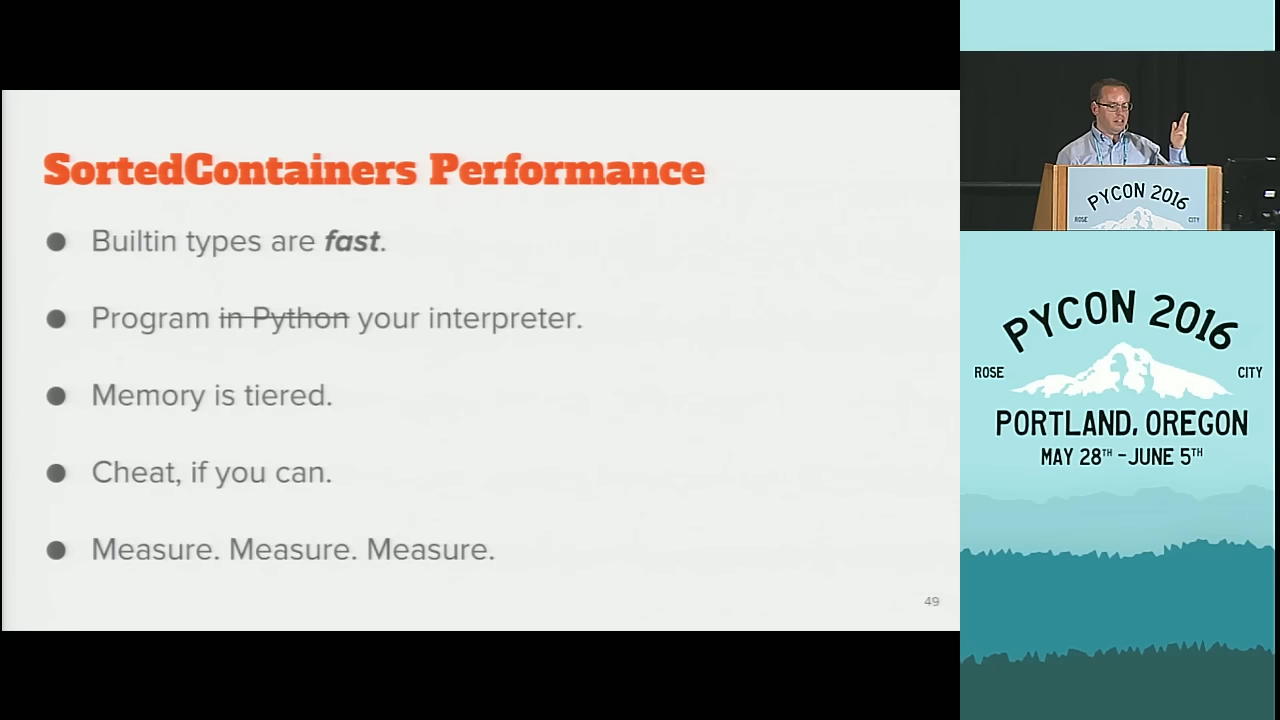 SortedContainers Performance
● Builtin types are fast.
● Program in Python your interpreter.
● Memory is tiered.
● Cheat, if you can.
● Measure. Measure. Measure.
49
PYCON 2016
ROSE CITY
PYCON 2016
ROSE CITY
PORTLAND, OREGON
MAY 28TH - JUNE 5TH